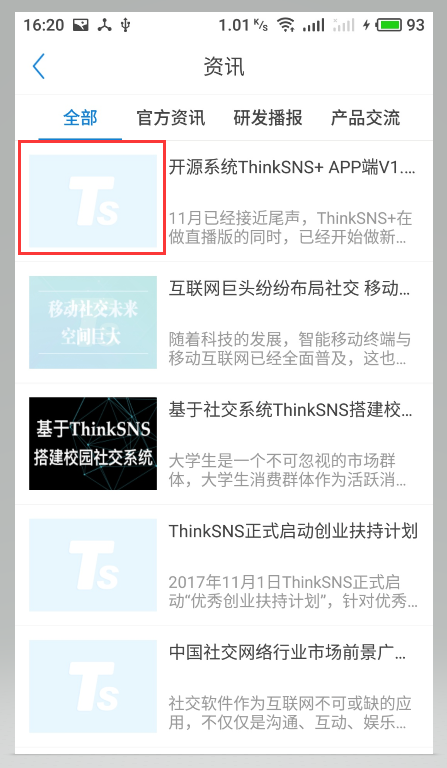 16:20 1.01 K/s 93
资讯
全部 官方资讯 研发播报 产品交流
Ts
开源系统ThinkSNS+ APP端V1....
11月已经接近尾声，ThinkSNS+在
做直播版的同时，已经开始做新...
移动社交未来
空间巨大
互联网巨头纷纷布局社交 移动...
随着科技的发展，智能移动终端与
移动互联网已经全面普及，这也...
基于ThinkSNS
搭建校园社交系统
基于社交系统ThinkSNS搭建校...
大学生是一个不可忽视的市场群
体，大学生消费群体作为活跃消...
Ts
ThinkSNS正式启动创业扶持计划
2017年11月1日ThinkSNS正式启
动“优秀创业扶持计划”，针对优秀...
Ts
中国社交网络行业市场前景广...
社交软件作为互联网不可或缺的应
用，不仅仅是沟通、互动、娱乐...